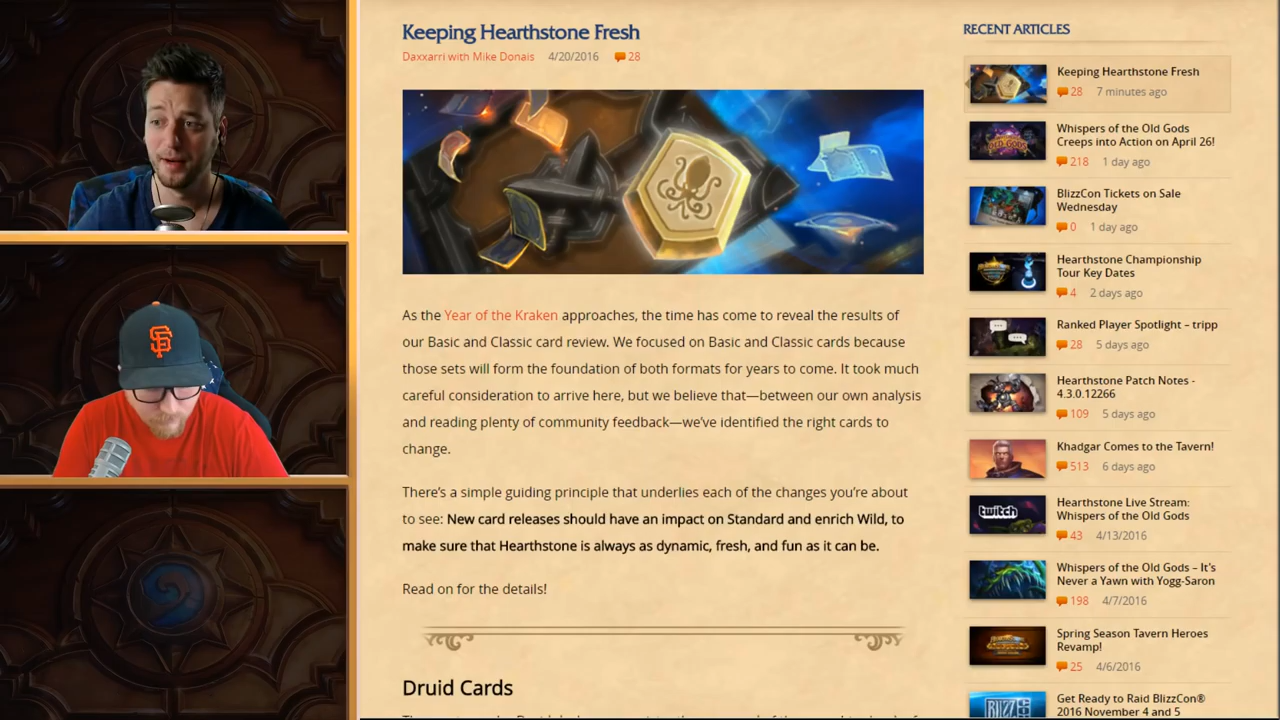 Keeping Hearthstone Fresh
Daxxarri with Mike Donais 4/20/2016 28
As the Year of the Kraken approaches, the time has come to reveal the results of
our Basic and Classic card review. We focused on Basic and Classic cards because
those sets will form the foundation of both formats for years to come. It took much
careful consideration to arrive here, but we believe that—between our own analysis
and reading plenty of community feedback—we've identified the right cards to
change.
There's a simple guiding principle that underlies each of the changes you're about
to see: New card releases should have an impact on Standard and enrich Wild, to
make sure that Hearthstone is always as dynamic, fresh, and fun as it can be.
Read on for the details!
Druid Cards
RECENT ARTICLES
Keeping Hearthstone Fresh
28 7 minutes ago
Whispers of the Old Gods
Creeps into Action on April 26!
218 1 day ago
BlizzCon Tickets on Sale
Wednesday
0 1 day ago
Hearthstone Championship
Tour Key Dates
4 2 days ago
Ranked Player Spotlight – tripp
28 5 days ago
Hearthstone Patch Notes -
4.3.0.12266
109 5 days ago
Khadgar Comes to the Tavern!
513 6 days ago
twitch
Hearthstone Live Stream:
Whispers of the Old Gods
43 4/13/2016
Whispers of the Old Gods – It's
Never a Yawn with Yogg-Saron
198 4/7/2016
Spring Season Tavern Heroes
Revamp!
25 4/6/2016
Get Ready to Raid BlizzCon®
2016 November 4 and 5
SF